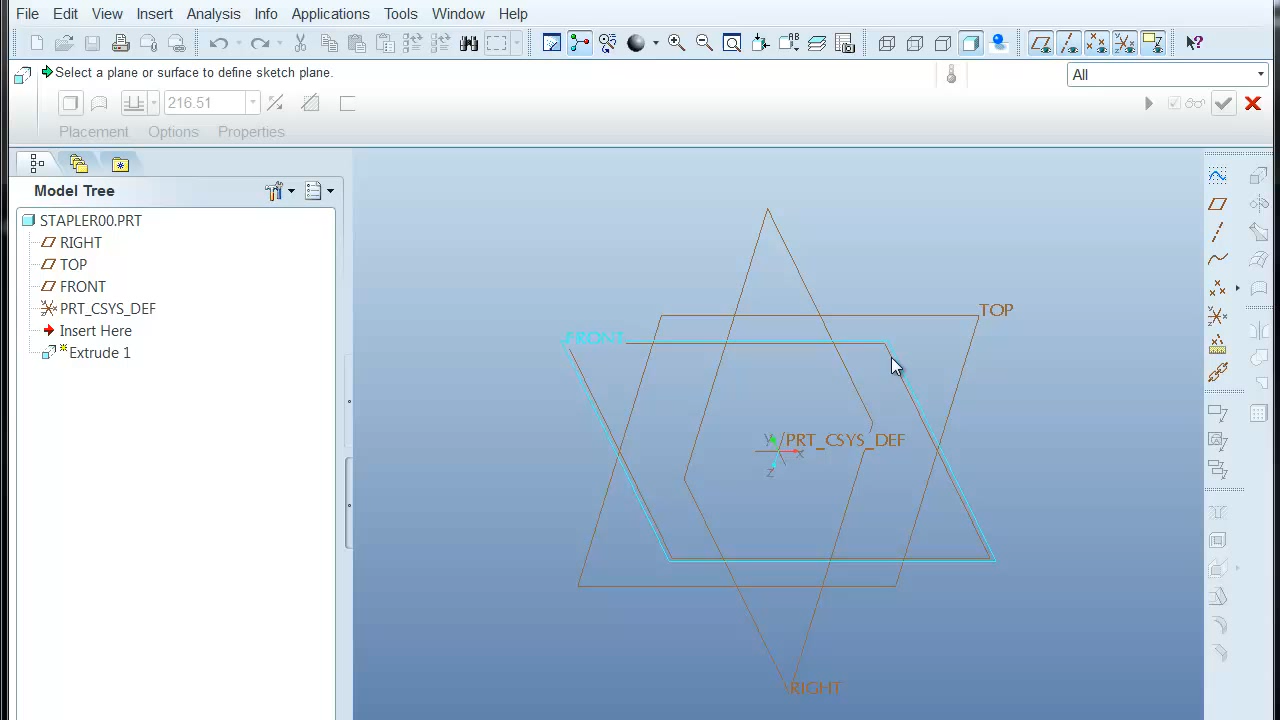 File Edit View Insert Analysis Info Applications Tools Window Help
Select a plane or surface to define sketch plane.
All
216.51
Placement Options Properties
Model Tree
STAPLER00.PRT
RIGHT
TOP
FRONT
PRT_CSYS_DEF
Insert Here
Extrude 1
TOP
FRONT
Y PRT_CSYS_DEF
X
Z
RIGHT